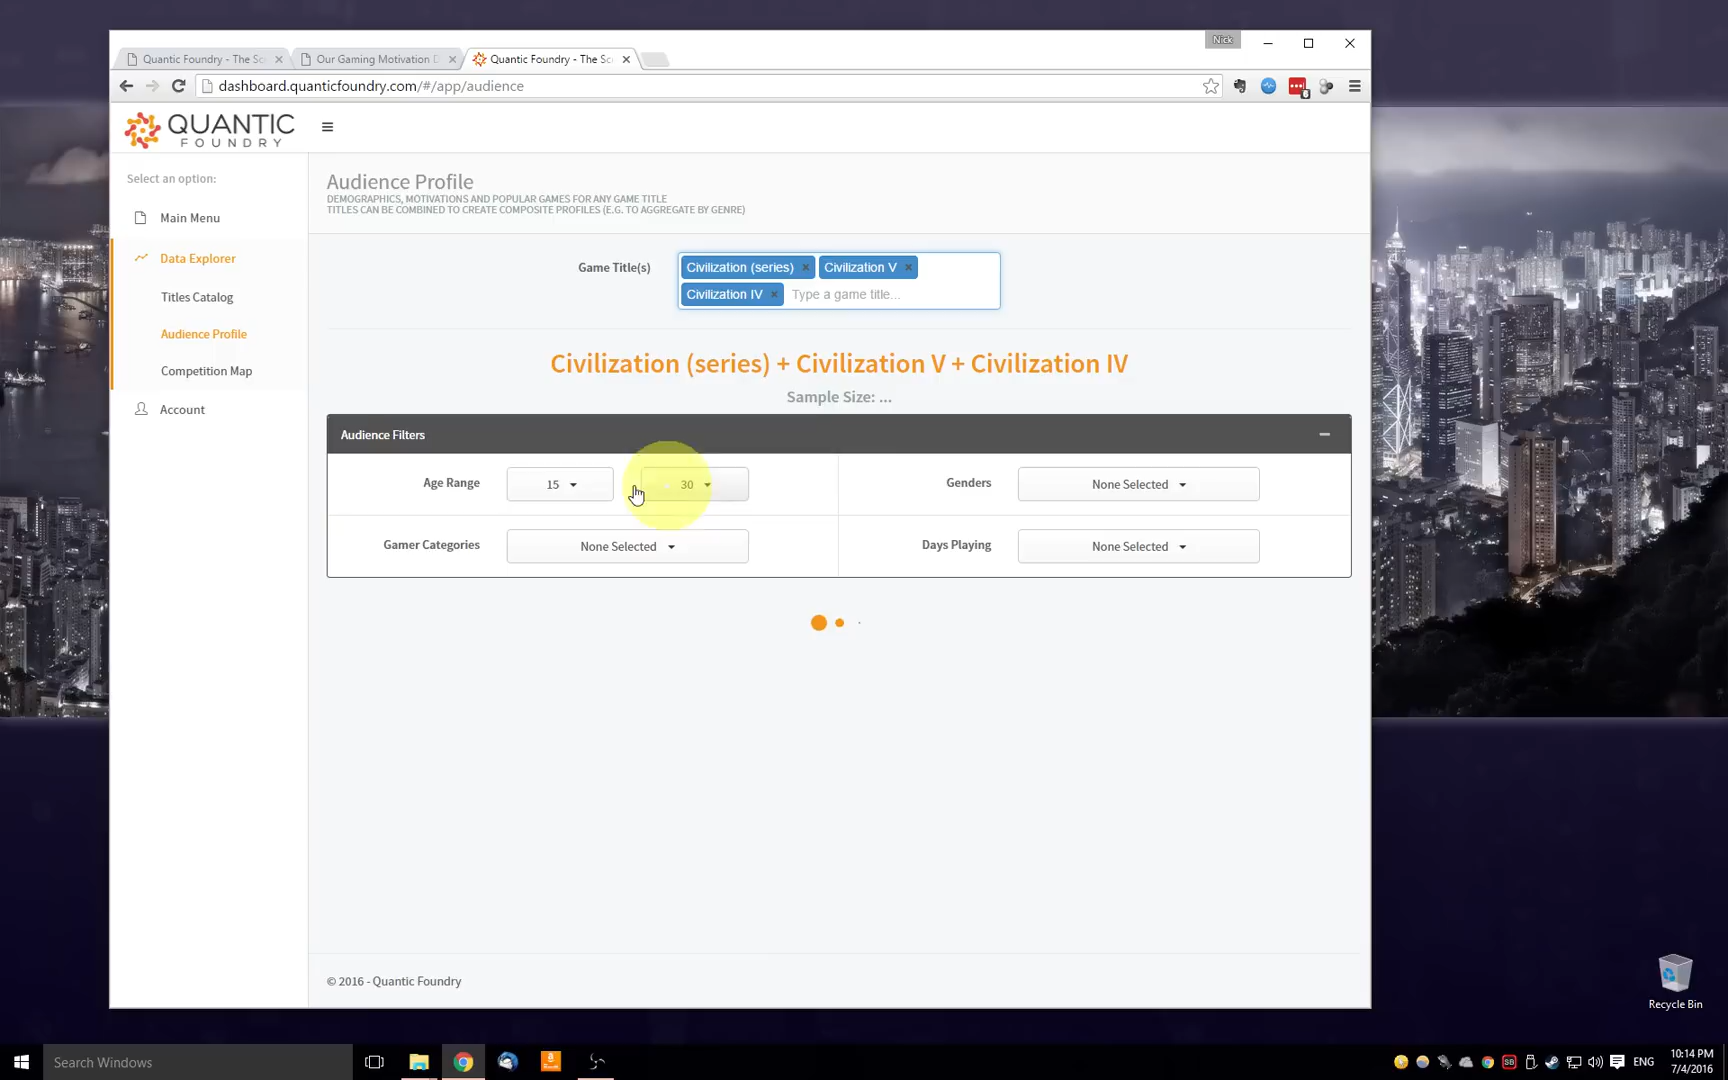 Nick
Quantic Foundry - The Sc
Our Gaming Motivation D
Quantic Foundry - The Sc
dashboard.quanticfoundry.com/#/app/audience
QUANTIC
FOUNDRY
Select an option:
Main Menu
Data Explorer
Titles Catalog
Audience Profile
Competition Map
Account
Audience Profile
DEMOGRAPHICS, MOTIVATIONS AND POPULAR GAMES FOR ANY GAME TITLE
TITLES CAN BE COMBINED TO CREATE COMPOSITE PROFILES (E.G. TO AGGREGATE BY GENRE)
Game Title(s)
Civilization (series) × Civilization V ×
Civilization IV × Type a game title...
Civilization (series) + Civilization V + Civilization IV
Sample Size: ...
Audience Filters
Age Range 15 30
Genders None Selected
Gamer Categories None Selected
Days Playing None Selected
© 2016 - Quantic Foundry
Recycle Bin
Search Windows
ENG
10:14 PM
7/4/2016